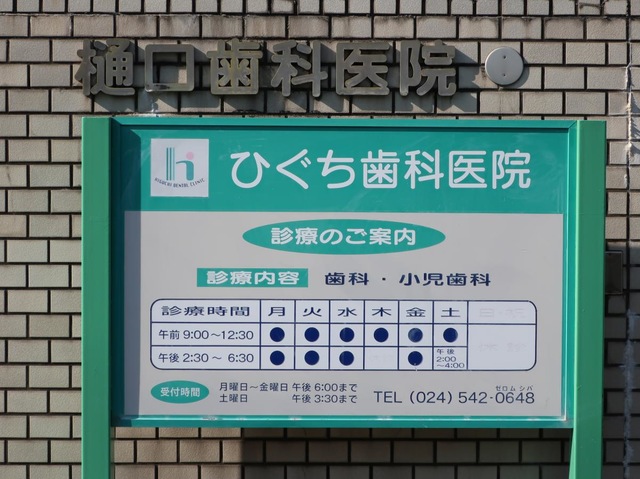 樋口歯科医院
HIGUCHI DENTAL CLINIC
ひぐち歯科医院
診療のご案内
診療内容 歯科・小児歯科
診療時間 月 火 水 木 金 土
午前 9:00～12:30 ● ● ● ● ● ●
午後 2:30～ 6:30 ● ● ● ● 午後 2:00～4:00
受付時間 月曜日～金曜日 午後 6:00まで
土曜日 午後 3:30まで
ゼロム シバ
TEL (024) 542-0648